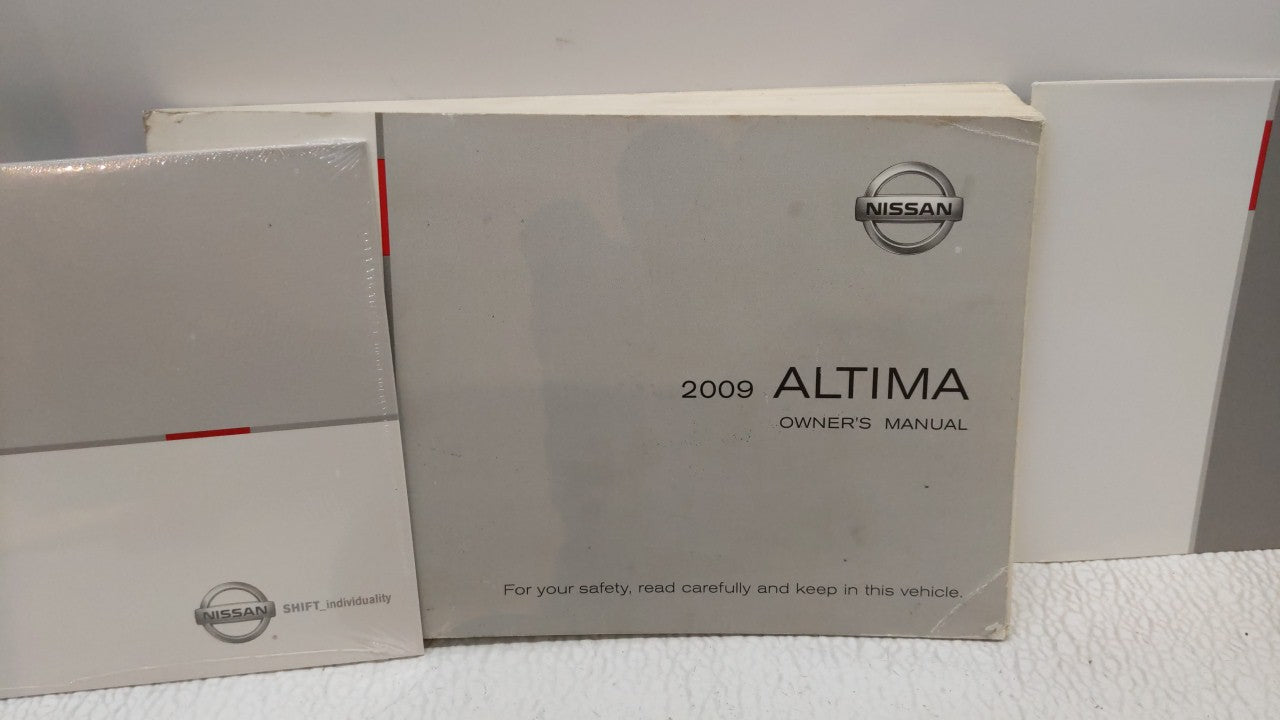 NISSAN
2009 ALTIMA
OWNER'S MANUAL
For your safety, read carefully and keep in this vehicle.
NISSAN
SHIFT_individuality